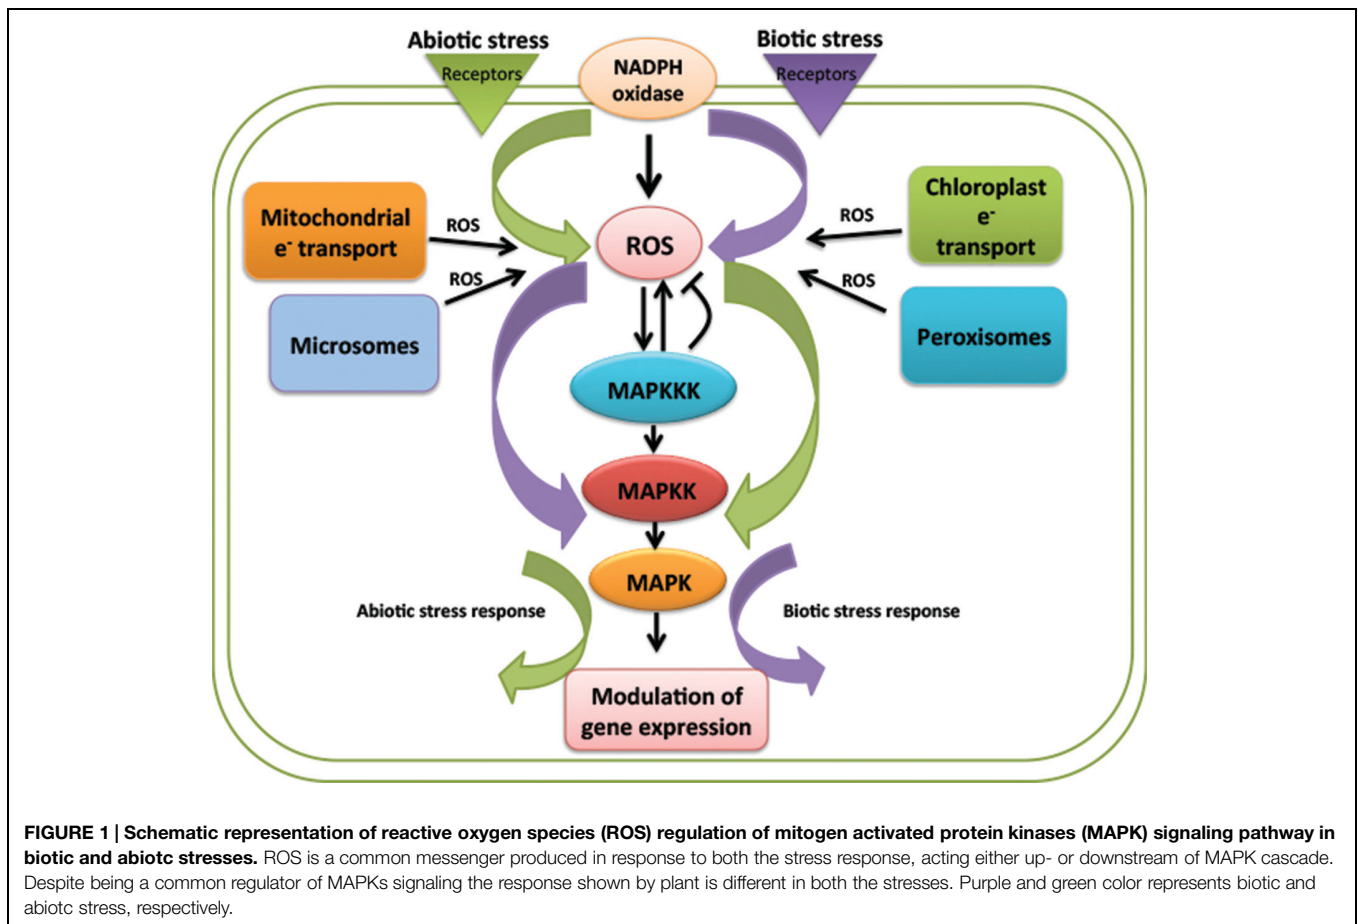 Abiotic stress
Receptors
NADPH
oxidase
Biotic stress
Receptors
Mitochondrial
e- transport
ROS
ROS
Microsomes
ROS
Chloroplast
e-
transport
ROS
ROS
Peroxisomes
MAPKKK
MAPKK
MAPK
Abiotic stress response
Biotic stress response
Modulation of
gene expression
FIGURE 1 | Schematic representation of reactive oxygen species (ROS) regulation of mitogen activated protein kinases (MAPK) signaling pathway in
biotic and abiotc stresses. ROS is a common messenger produced in response to both the stress response, acting either up- or downstream of MAPK cascade.
Despite being a common regulator of MAPKs signaling the response shown by plant is different in both the stresses. Purple and green color represents biotic and
abiotc stress, respectively.